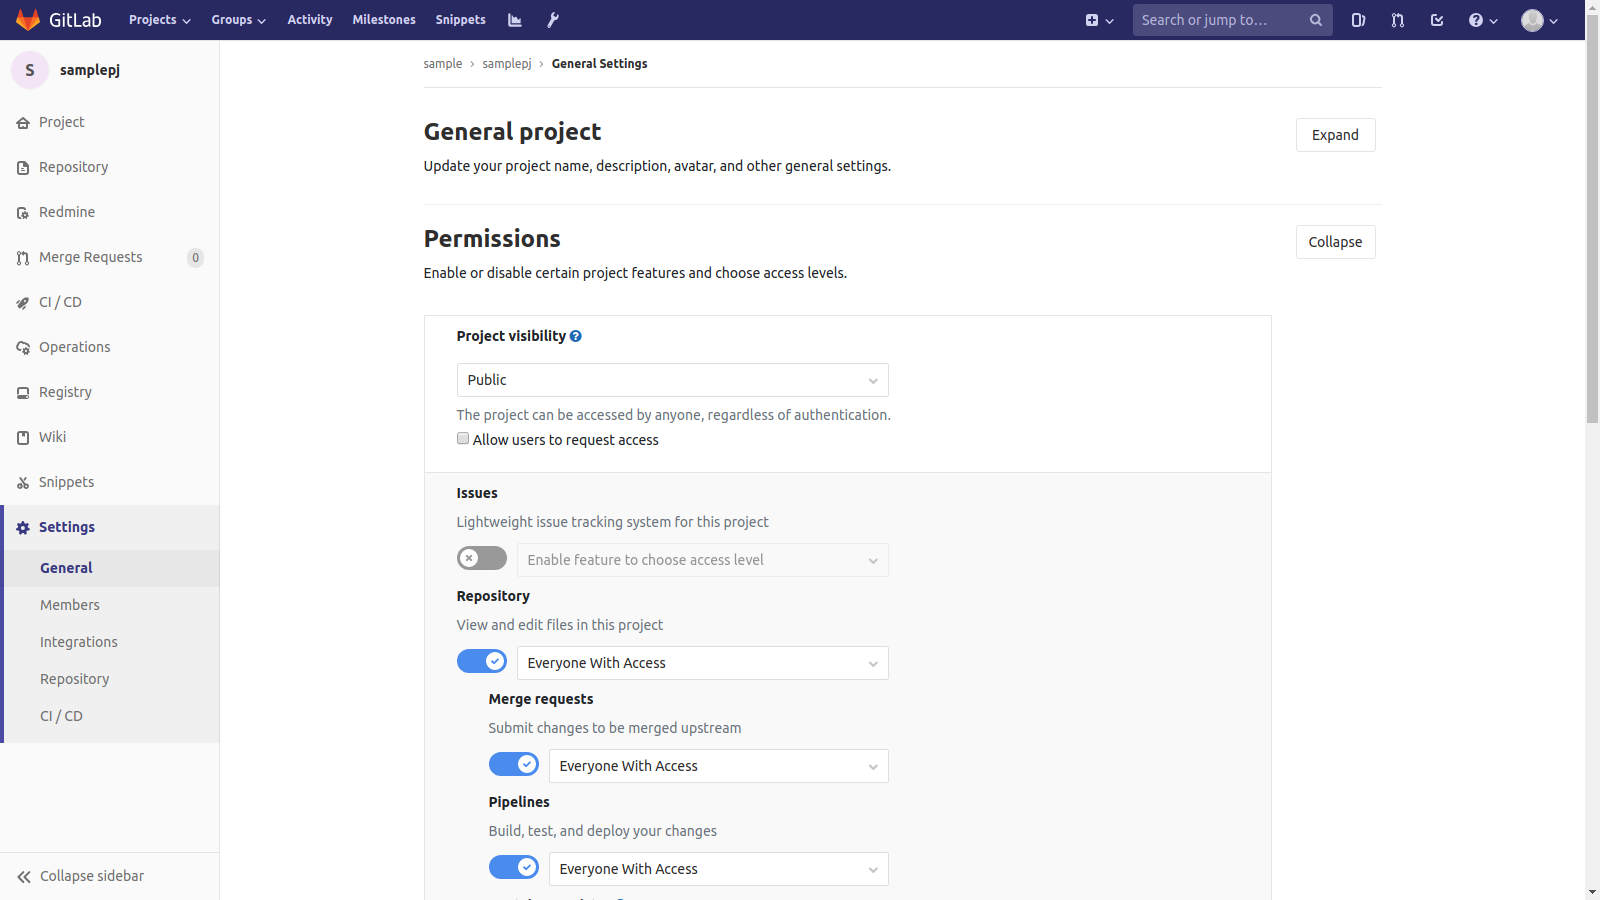 GitLab
Projects
Groups
Activity
Milestones
Snippets
Search or jump to...
S
samplepj
Project
Repository
Redmine
Merge Requests 0
CI / CD
Operations
Registry
Wiki
Snippets
Settings
General
Members
Integrations
Repository
CI / CD
Collapse sidebar
sample > samplepj > General Settings
General project
Expand
Update your project name, description, avatar, and other general settings.
Permissions
Collapse
Enable or disable certain project features and choose access levels.
Project visibility ?
Public
The project can be accessed by anyone, regardless of authentication.
Allow users to request access
Issues
Lightweight issue tracking system for this project
Enable feature to choose access level
Repository
View and edit files in this project
Everyone With Access
Merge requests
Submit changes to be merged upstream
Everyone With Access
Pipelines
Build, test, and deploy your changes
Everyone With Access